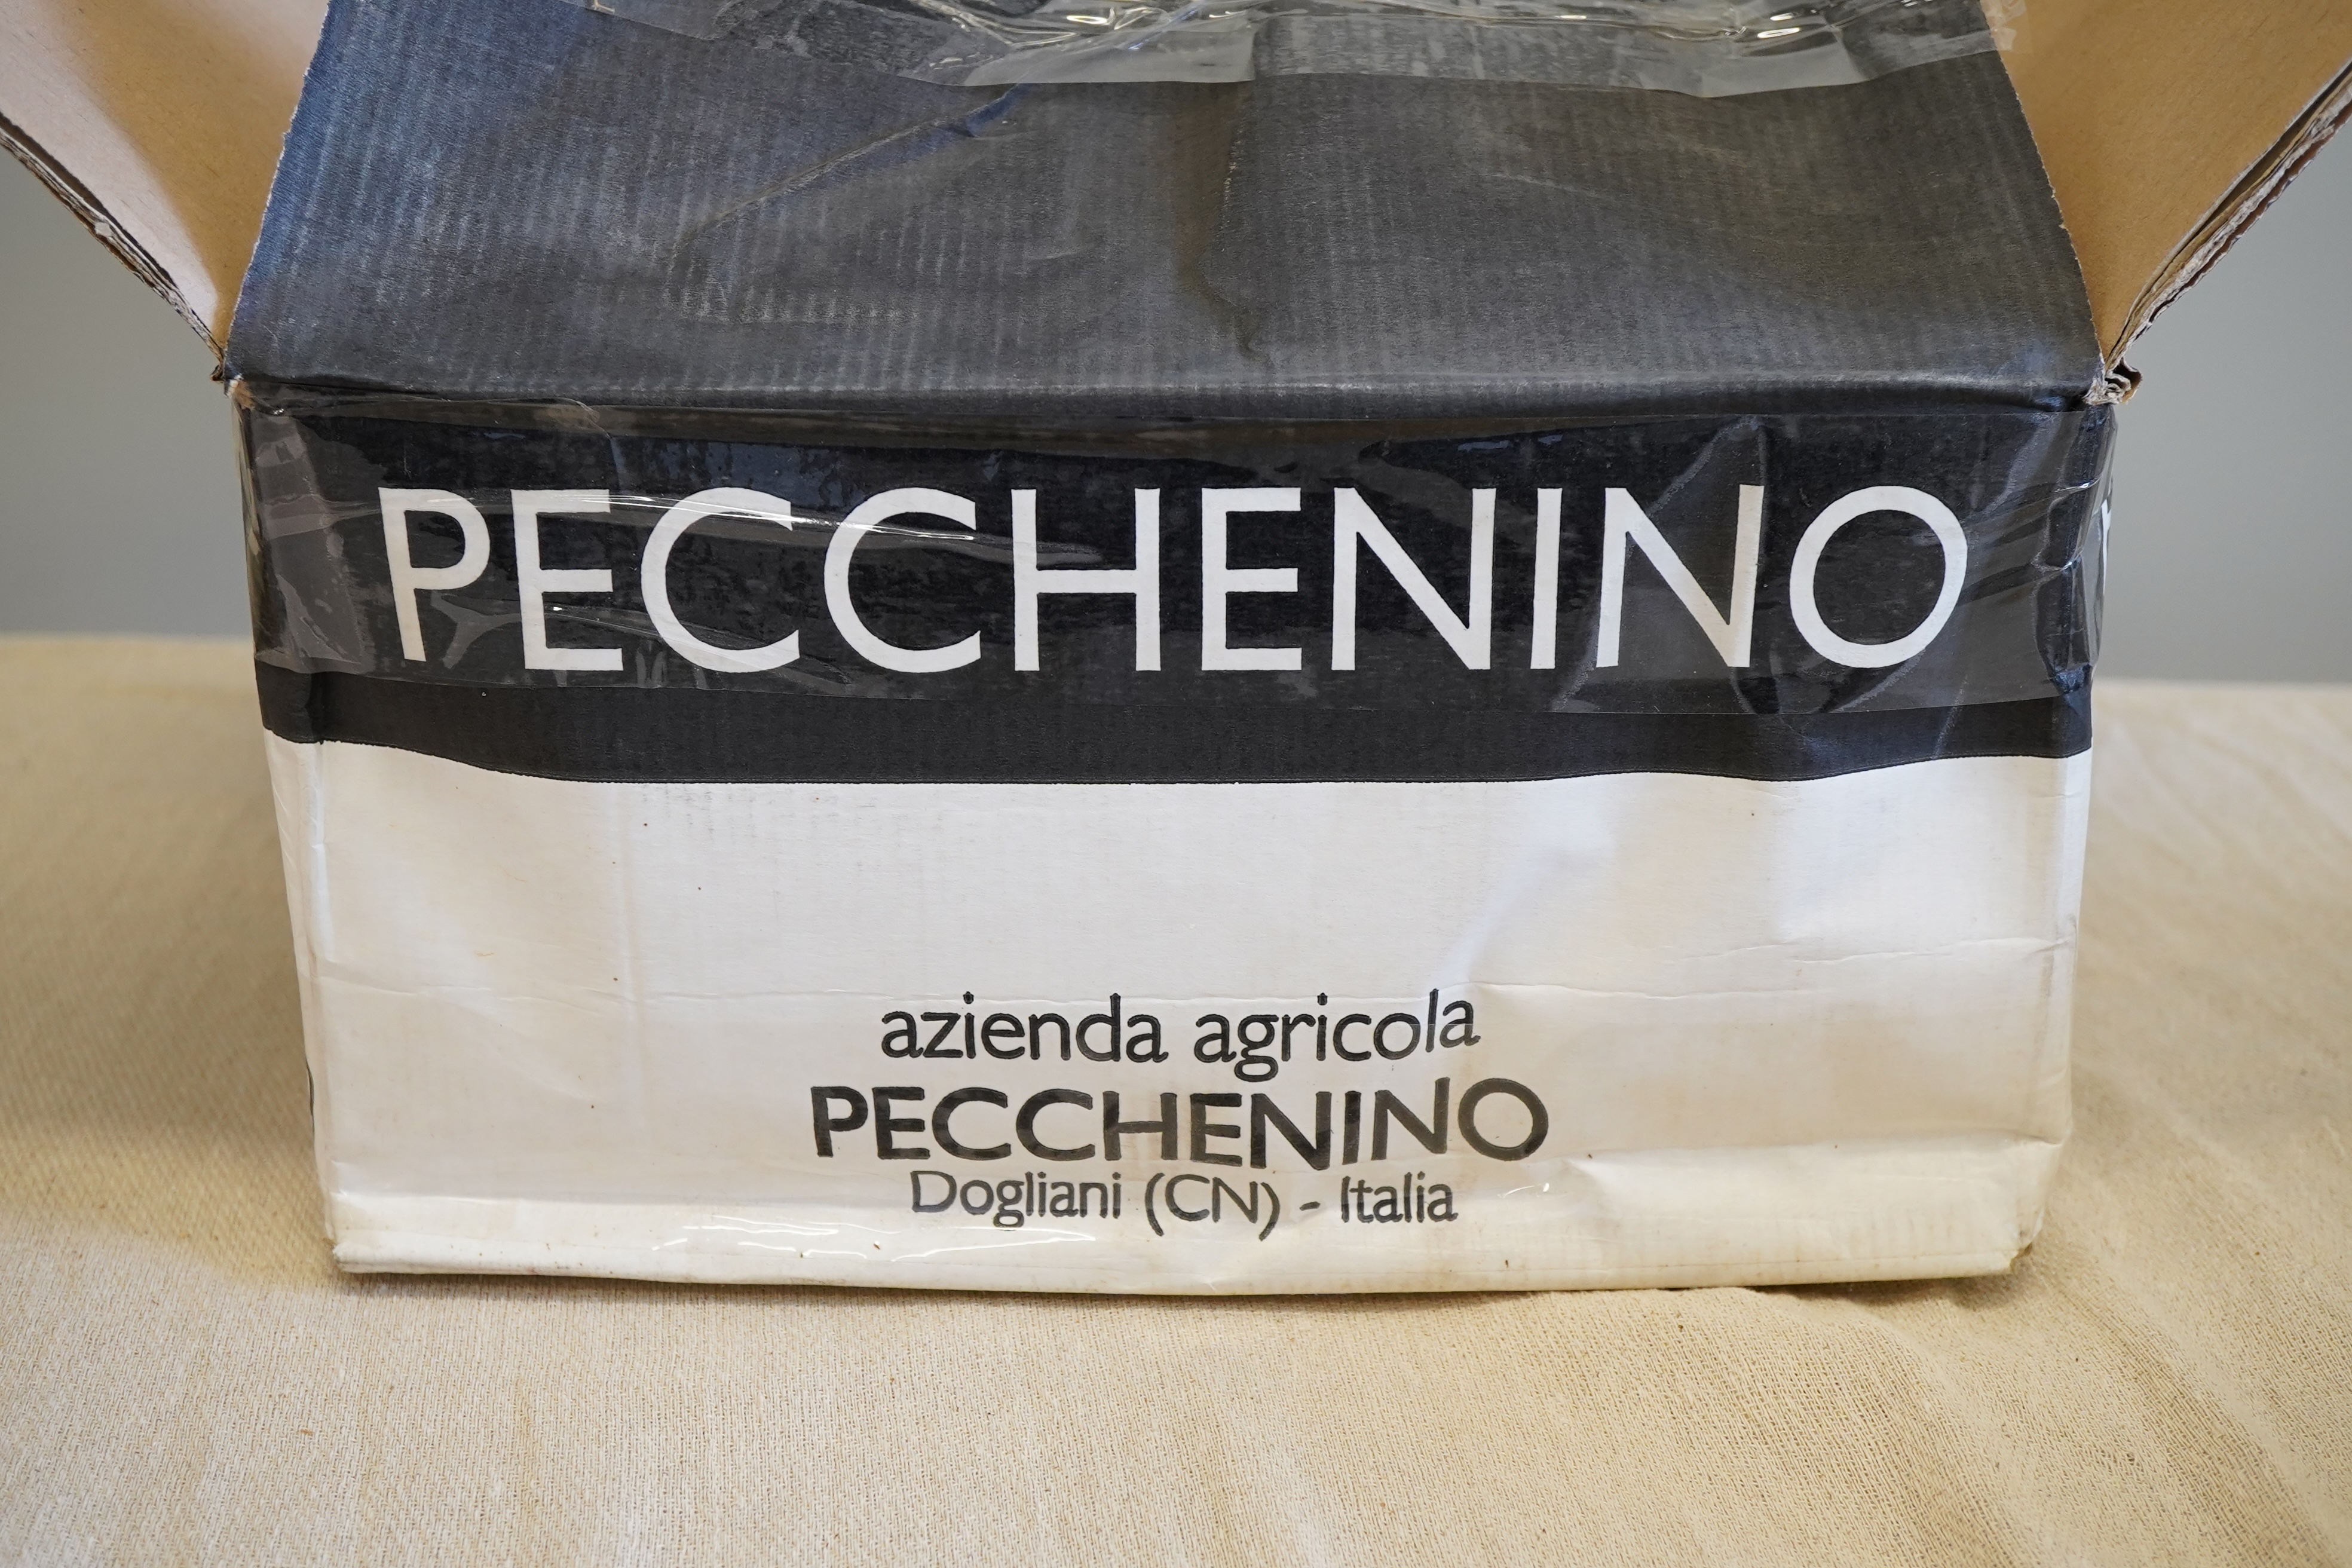 PECCHENINO
azienda agricola
PECCHENINO
Dogliani (CN) - Italia